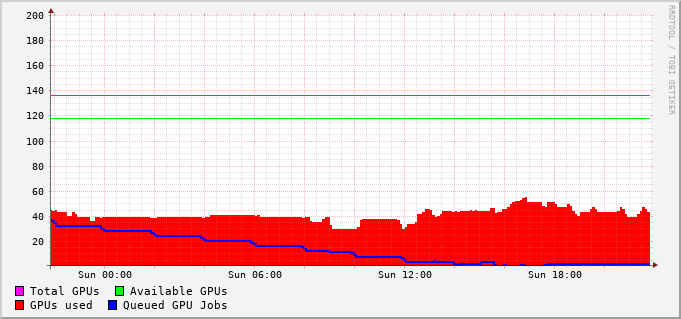 200
180
160
140
120
100
80
60
40
20
Sun 00:00 Sun 06:00 Sun 12:00 Sun 18:00
Total GPUs Available GPUs
GPUs used Queued GPU Jobs
RRDTOOL / TOBI OETIKER